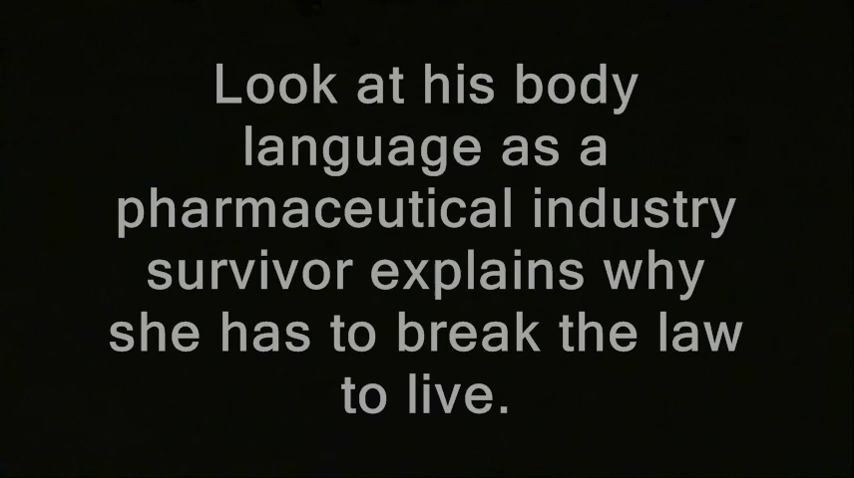 Look at his body
language as a
pharmaceutical industry
survivor explains why
she has to break the law
to live.